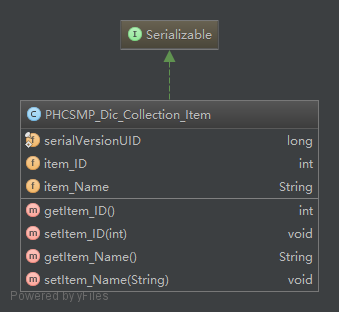 Serializable
PHCSMP_Dic_Collection_Item
serialVersionUID long
item_ID int
item_Name String
getItem_ID() int
setItem_ID(int) void
getItem_Name() String
setItem_Name(String) void
Powered by yFiles